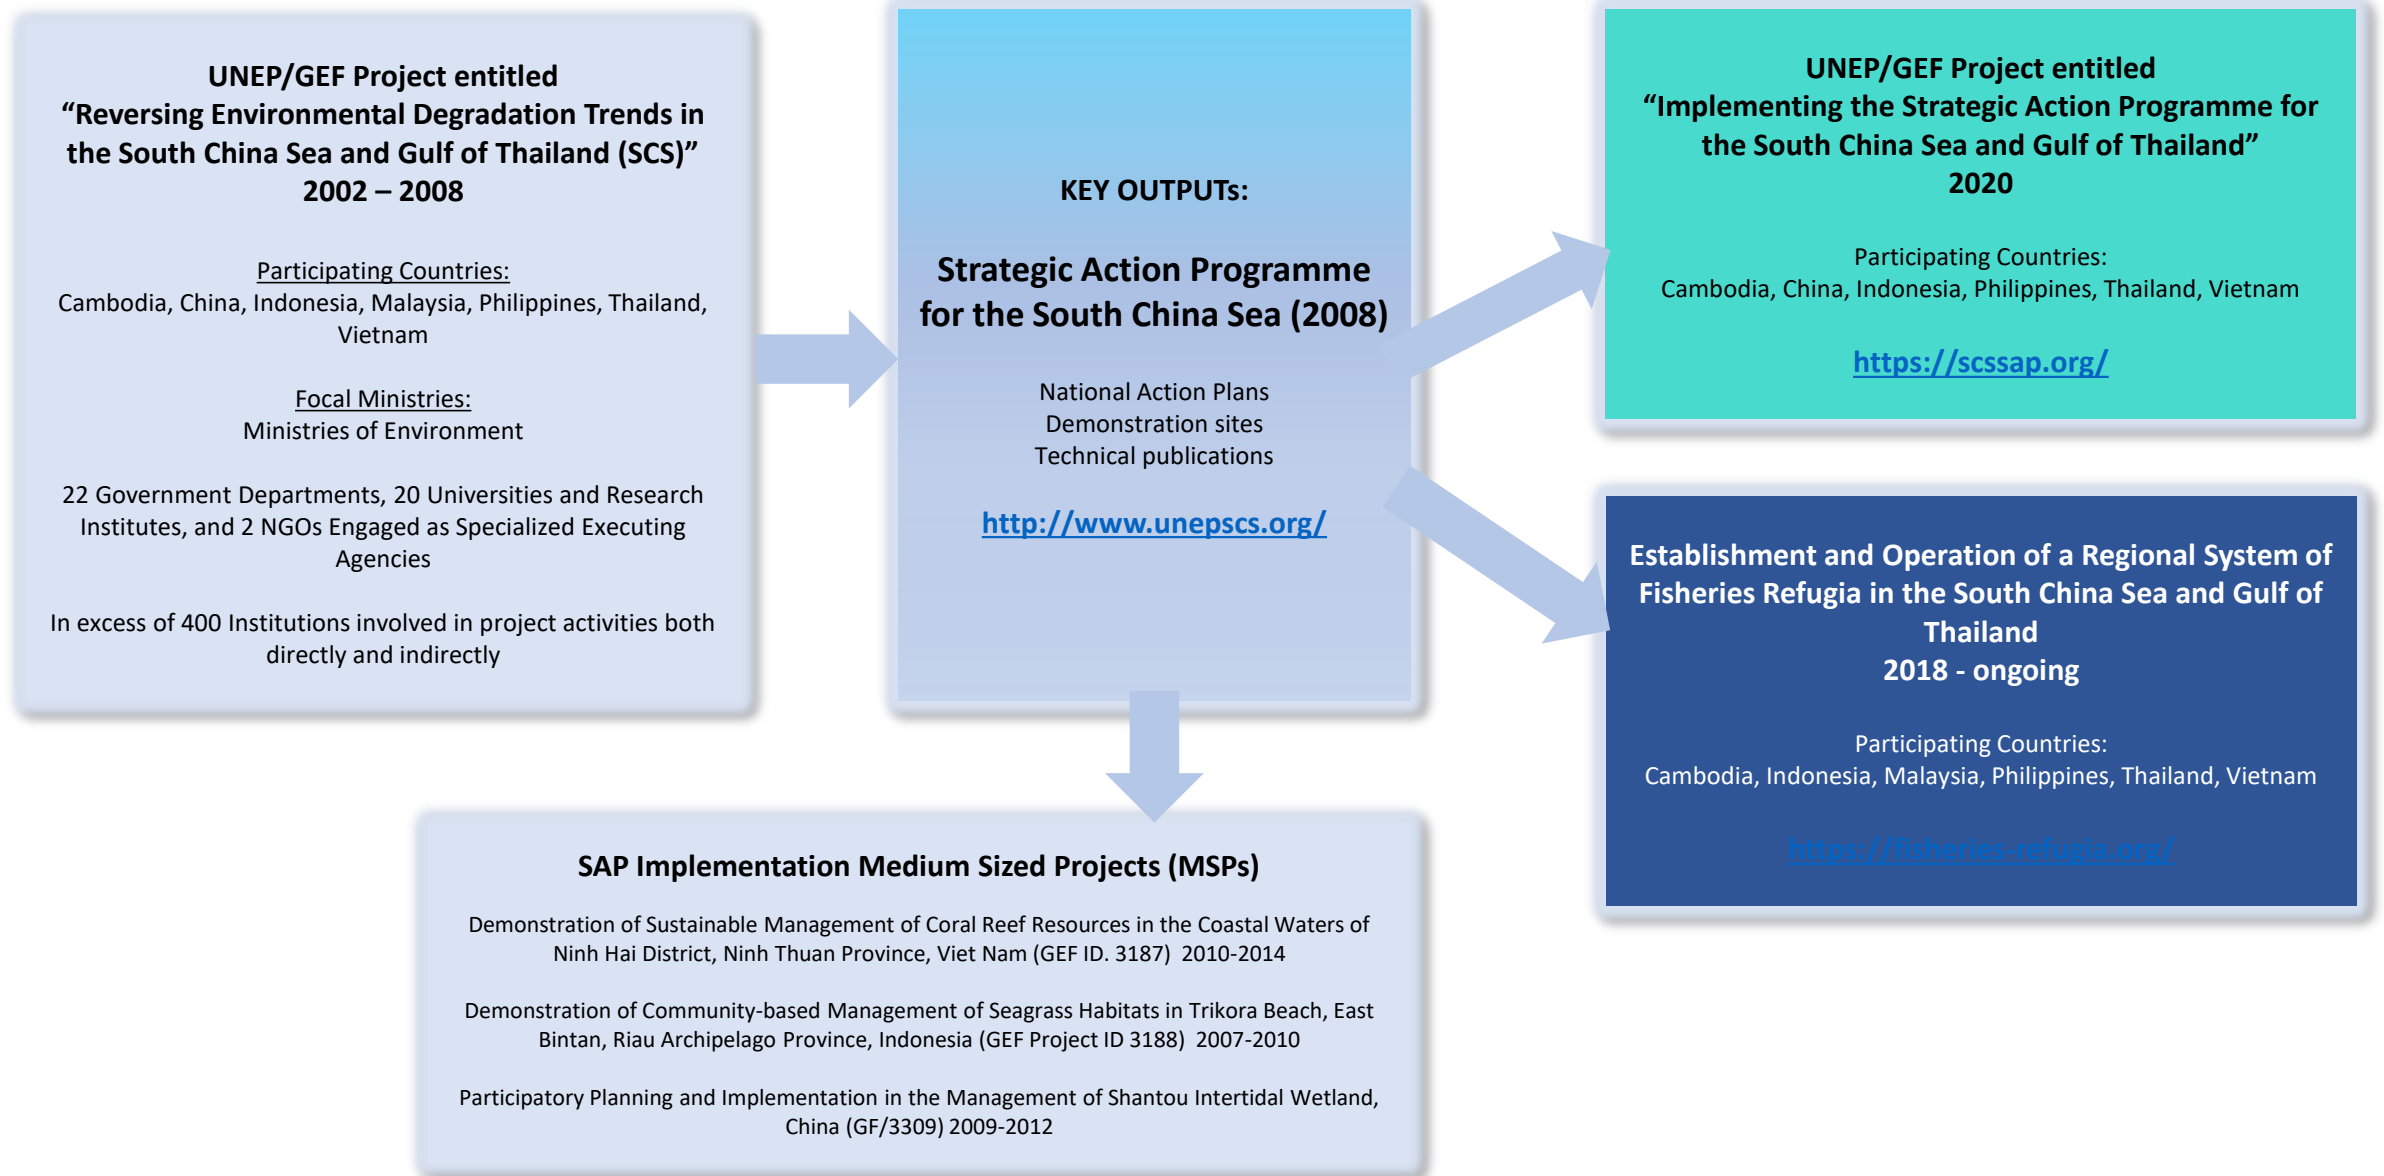 UNEP/GEF Project entitled
“Reversing Environmental Degradation Trends in
the South China Sea and Gulf of Thailand (SCS)”
2002 – 2008
Participating Countries:
Cambodia, China, Indonesia, Malaysia, Philippines, Thailand,
Vietnam
Focal Ministries:
Ministries of Environment
22 Government Departments, 20 Universities and Research
Institutes, and 2 NGOs Engaged as Specialized Executing
Agencies
In excess of 400 Institutions involved in project activities both
directly and indirectly
KEY OUTPUTs:
Strategic Action Programme
for the South China Sea (2008)
National Action Plans
Demonstration sites
Technical publications
http://www.unepscs.org/
UNEP/GEF Project entitled
“Implementing the Strategic Action Programme for
the South China Sea and Gulf of Thailand”
2020
Participating Countries:
Cambodia, China, Indonesia, Philippines, Thailand, Vietnam
https://scssap.org/
Establishment and Operation of a Regional System of
Fisheries Refugia in the South China Sea and Gulf of
Thailand
2018 - ongoing
Participating Countries:
Cambodia, Indonesia, Malaysia, Philippines, Thailand, Vietnam
https://fisheries-refugia.org/
SAP Implementation Medium Sized Projects (MSPs)
Demonstration of Sustainable Management of Coral Reef Resources in the Coastal Waters of
Ninh Hai District, Ninh Thuan Province, Viet Nam (GEF ID. 3187) 2010-2014
Demonstration of Community-based Management of Seagrass Habitats in Trikora Beach, East
Bintan, Riau Archipelago Province, Indonesia (GEF Project ID 3188) 2007-2010
Participatory Planning and Implementation in the Management of Shantou Intertidal Wetland,
China (GF/3309) 2009-2012